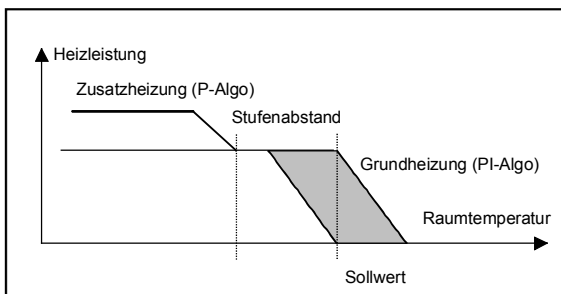 Heizleistung
Zusatzheizung (P-Algo)
Stufenabstand
Grundheizung (PI-Algo)
Raumtemperatur
Sollwert